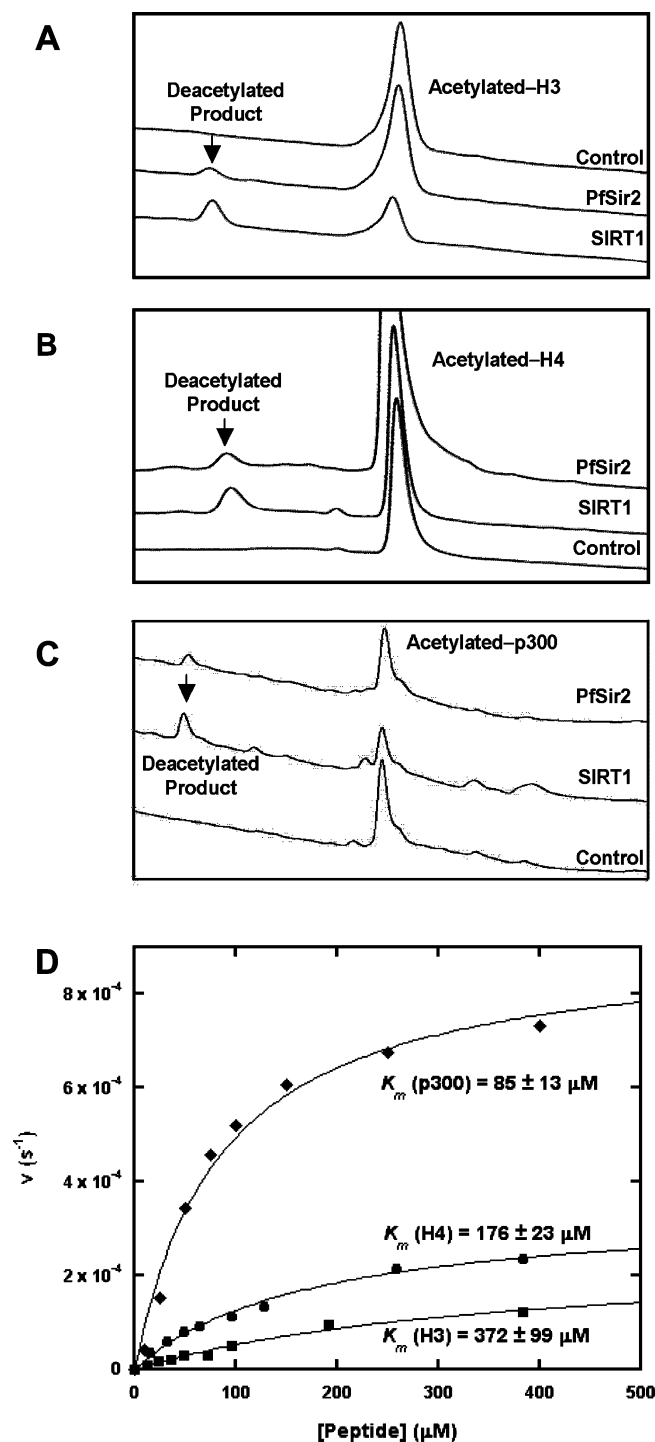 A
Deacetylated
Product
Acetylated–H3
Control
PfSir2
SIRT1
B
Deacetylated
Product
Acetylated–H4
PfSir2
SIRT1
Control
C
Acetylated–p300
PfSir2
Deacetylated
Product
SIRT1
Control
D
8 x 10⁻⁴
6 x 10⁻⁴
4 x 10⁻⁴
2 x 10⁻⁴
0
v (s⁻¹)
Kₘ (p300) = 85 ± 13 µM
Kₘ (H4) = 176 ± 23 µM
Kₘ (H3) = 372 ± 99 µM
0 100 200 300 400 500
[Peptide] (µM)